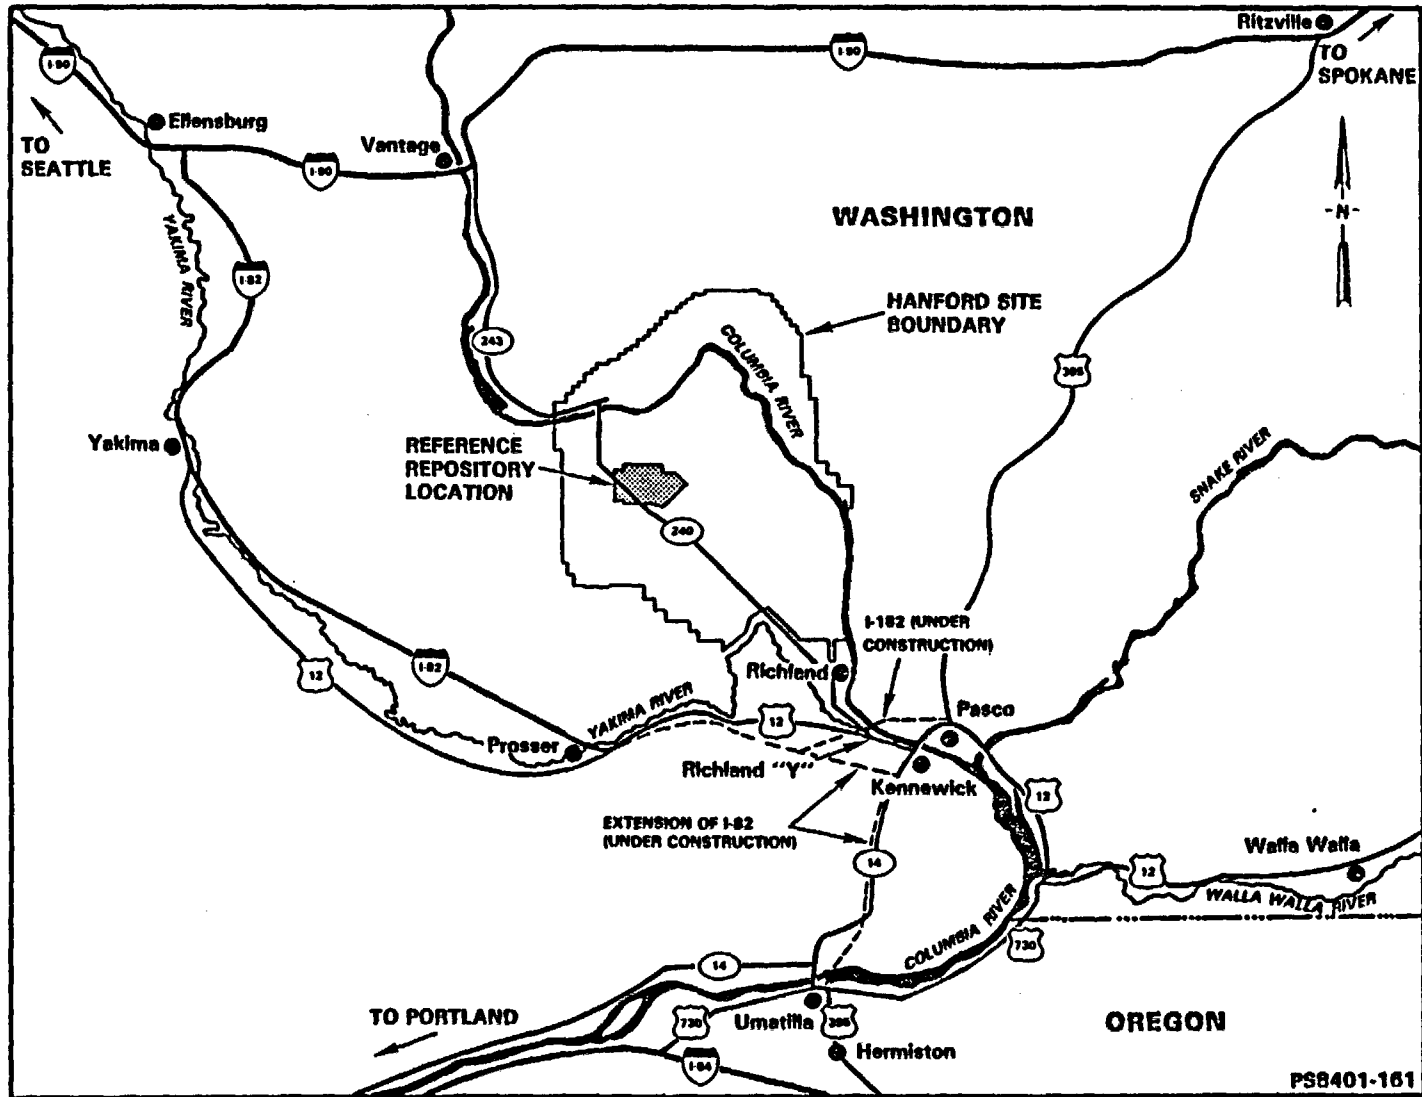 Ritzville
TO
SPOKANE
I-90
I-90
Ellensburg
TO
SEATTLE
Vantage
I-90
WASHINGTON
-N-
YAKIMA RIVER
I-82
HANFORD SITE
BOUNDARY
243
COLUMBIA RIVER
395
Yakima
REFERENCE
REPOSITORY
LOCATION
SNAKE RIVER
240
I-182 (UNDER
CONSTRUCTION)
12
I-82
Richland
YAKIMA RIVER
12
Pasco
Prosser
Richland "Y"
Kennewick
12
EXTENSION OF I-82
(UNDER CONSTRUCTION)
14
Walla Walla
12
WALLA WALLA RIVER
COLUMBIA RIVER
730
14
TO PORTLAND
730
Umatilla
395
OREGON
Hermiston
I-84
PS8401-161